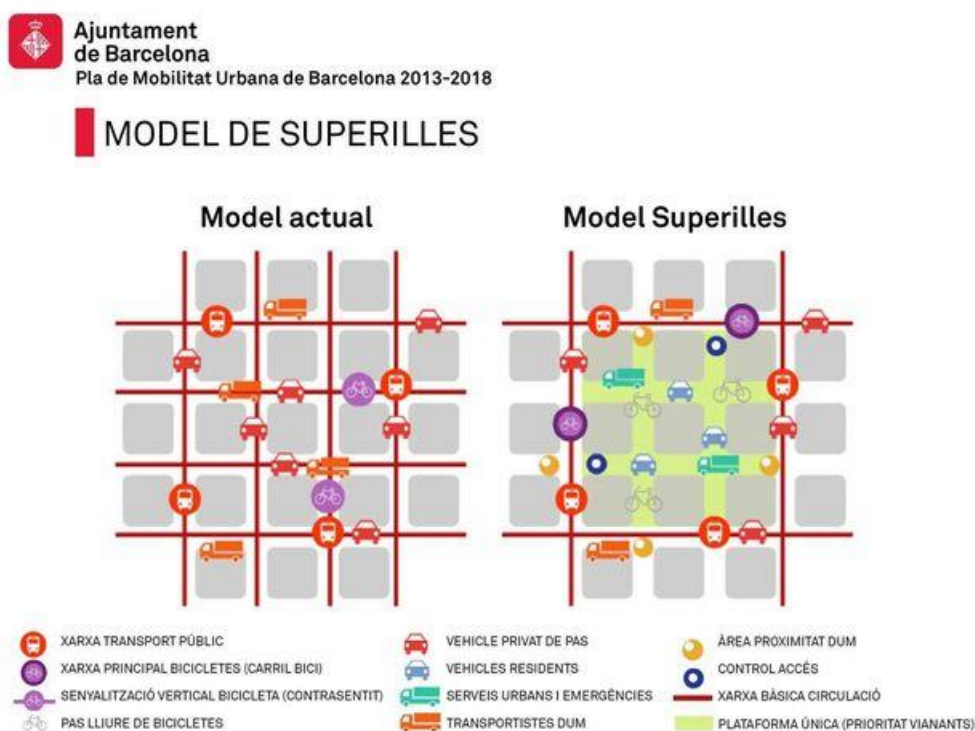 Ajuntament
de Barcelona
Pla de Mobilitat Urbana de Barcelona 2013-2018
MODEL DE SUPERILLES
Model actual
Model Superilles
XARXA TRANSPORT PÚBLIC
XARXA PRINCIPAL BICICLETES (CARRIL BICI)
SENYALITZACIÓ VERTICAL BICICLETA (CONTRASENTIT)
PAS LLIURE DE BICICLETES
VEHICLE PRIVAT DE PAS
VEHICLES RESIDENTS
SERVEIS URBANS I EMERGÈNCIES
TRANSPORTISTES DUM
ÀREA PROXIMITAT DUM
CONTROL ACCÉS
XARXA BÀSICA CIRCULACIÓ
PLATAFORMA ÚNICA (PRIORITAT VIANANTS)